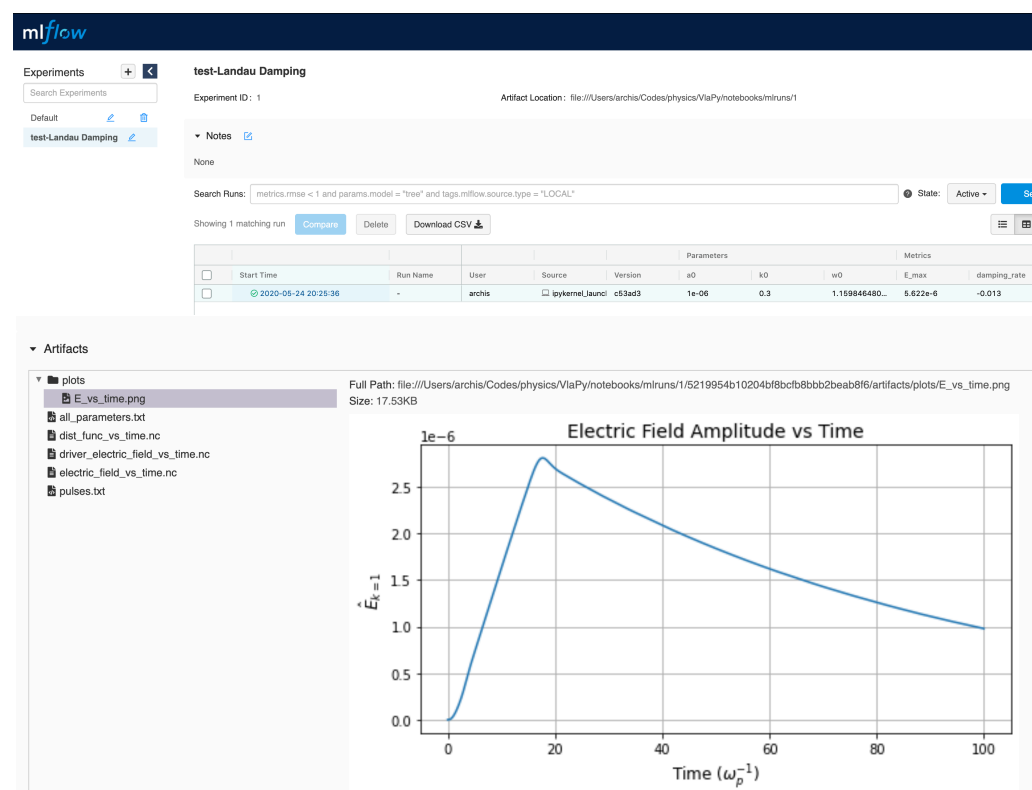 mlflow
Experiments
Search Experiments
Default
test-Landau Damping
test-Landau Damping
Experiment ID : 1
Artifact Location : file:///Users/archis/Codes/physics/VlaPy/notebooks/mlruns/1
Notes
None
Search Runs: metrics.rmse < 1 and params.model = "tree" and tags.mlflow.source.type = "LOCAL"
State: Active
Se
Showing 1 matching run
Compare
Delete
Download CSV
Parameters
Metrics
Start Time
Run Name
User
Source
Version
a0
k0
w0
E_max
damping_rate
2020-05-24 20:25:36
-
archis
ipykernel_launcl
c53ad3
1e-06
0.3
1.159846480...
5.622e-6
-0.013
Artifacts
plots
E_vs_time.png
all_parameters.txt
dist_func_vs_time.nc
driver_electric_field_vs_time.nc
electric_field_vs_time.nc
pulses.txt
Full Path: file:///Users/archis/Codes/physics/VlaPy/notebooks/mlruns/1/5219954b10204bf8bcfb8bbb2beab8f6/artifacts/plots/E_vs_time.png
Size: 17.53KB
Electric Field Amplitude vs Time
1e−6
2.5
2.0
1.5
1.0
0.5
0.0
Ê_{k=1}
0
20
40
60
80
100
Time (ω_p^{−1})